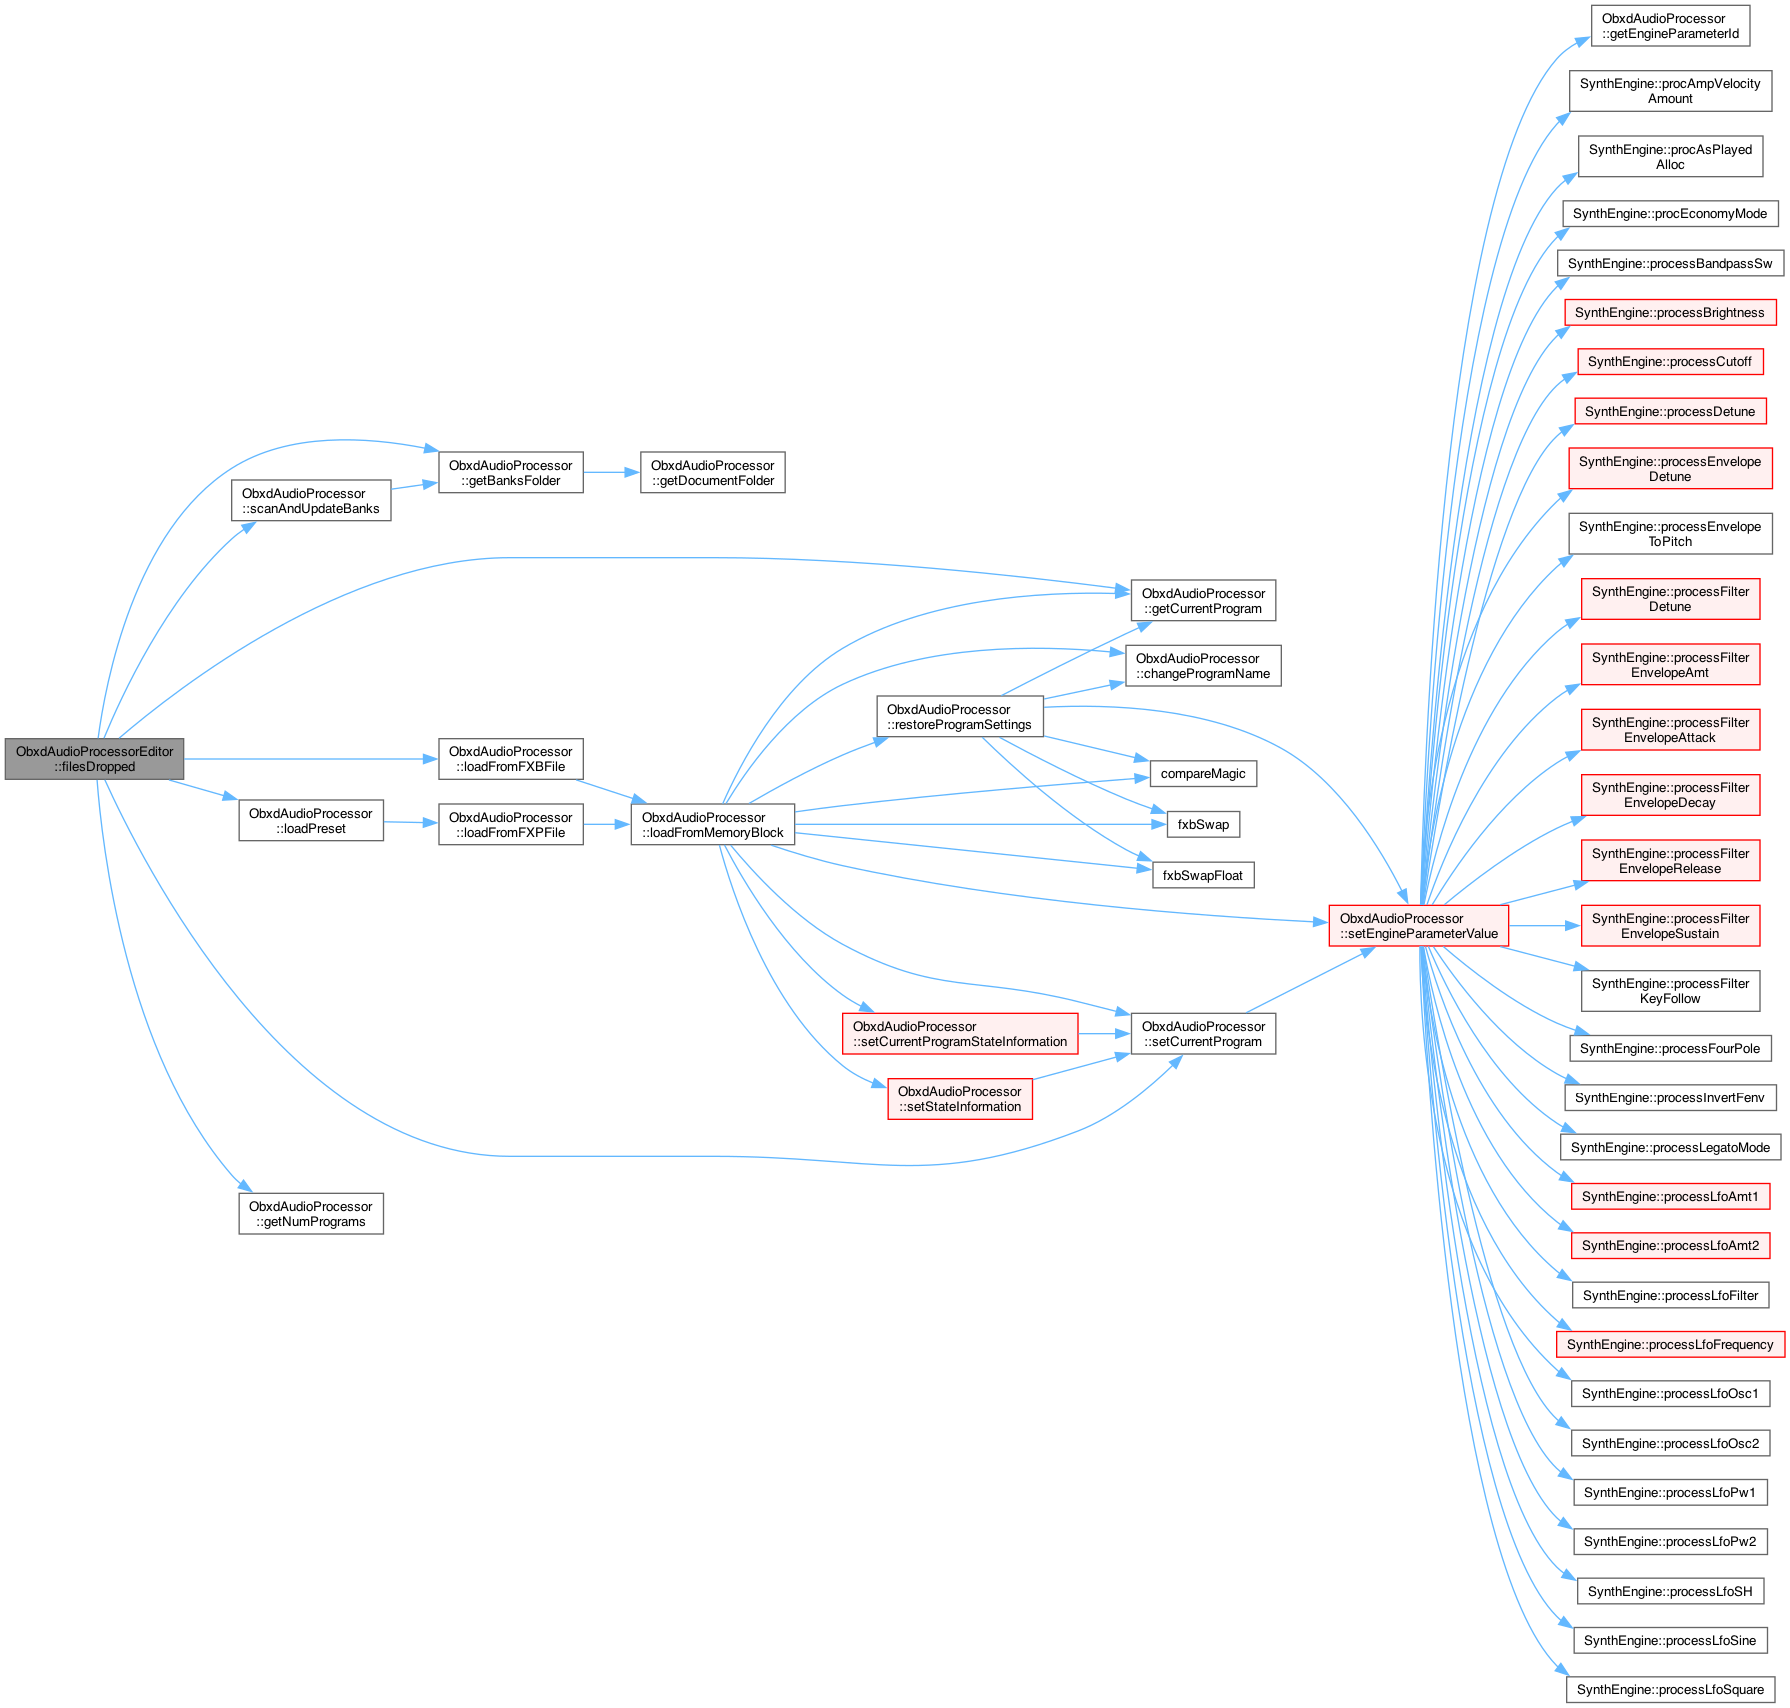 ObxdAudioProcessorEditor
::filesDropped
ObxdAudioProcessor
::scanAndUpdateBanks
ObxdAudioProcessor
::loadPreset
ObxdAudioProcessor
::getNumPrograms
ObxdAudioProcessor
::getBanksFolder
ObxdAudioProcessor
::loadFromFXBFile
ObxdAudioProcessor
::loadFromFXPFile
ObxdAudioProcessor
::getDocumentFolder
ObxdAudioProcessor
::loadFromMemoryBlock
ObxdAudioProcessor
::restoreProgramSettings
ObxdAudioProcessor
::setCurrentProgramStateInformation
ObxdAudioProcessor
::setStateInformation
ObxdAudioProcessor
::getCurrentProgram
ObxdAudioProcessor
::changeProgramName
compareMagic
fxbSwap
fxbSwapFloat
ObxdAudioProcessor
::setCurrentProgram
ObxdAudioProcessor
::setEngineParameterValue
ObxdAudioProcessor
::getEngineParameterId
SynthEngine::procAmpVelocity
Amount
SynthEngine::procAsPlayed
Alloc
SynthEngine::procEconomyMode
SynthEngine::processBandpassSw
SynthEngine::processBrightness
SynthEngine::processCutoff
SynthEngine::processDetune
SynthEngine::processEnvelope
Detune
SynthEngine::processEnvelope
ToPitch
SynthEngine::processFilter
Detune
SynthEngine::processFilter
EnvelopeAmt
SynthEngine::processFilter
EnvelopeAttack
SynthEngine::processFilter
EnvelopeDecay
SynthEngine::processFilter
EnvelopeRelease
SynthEngine::processFilter
EnvelopeSustain
SynthEngine::processFilter
KeyFollow
SynthEngine::processFourPole
SynthEngine::processInvertFenv
SynthEngine::processLegatoMode
SynthEngine::processLfoAmt1
SynthEngine::processLfoAmt2
SynthEngine::processLfoFilter
SynthEngine::processLfoFrequency
SynthEngine::processLfoOsc1
SynthEngine::processLfoOsc2
SynthEngine::processLfoPw1
SynthEngine::processLfoPw2
SynthEngine::processLfoSH
SynthEngine::processLfoSine
SynthEngine::processLfoSquare